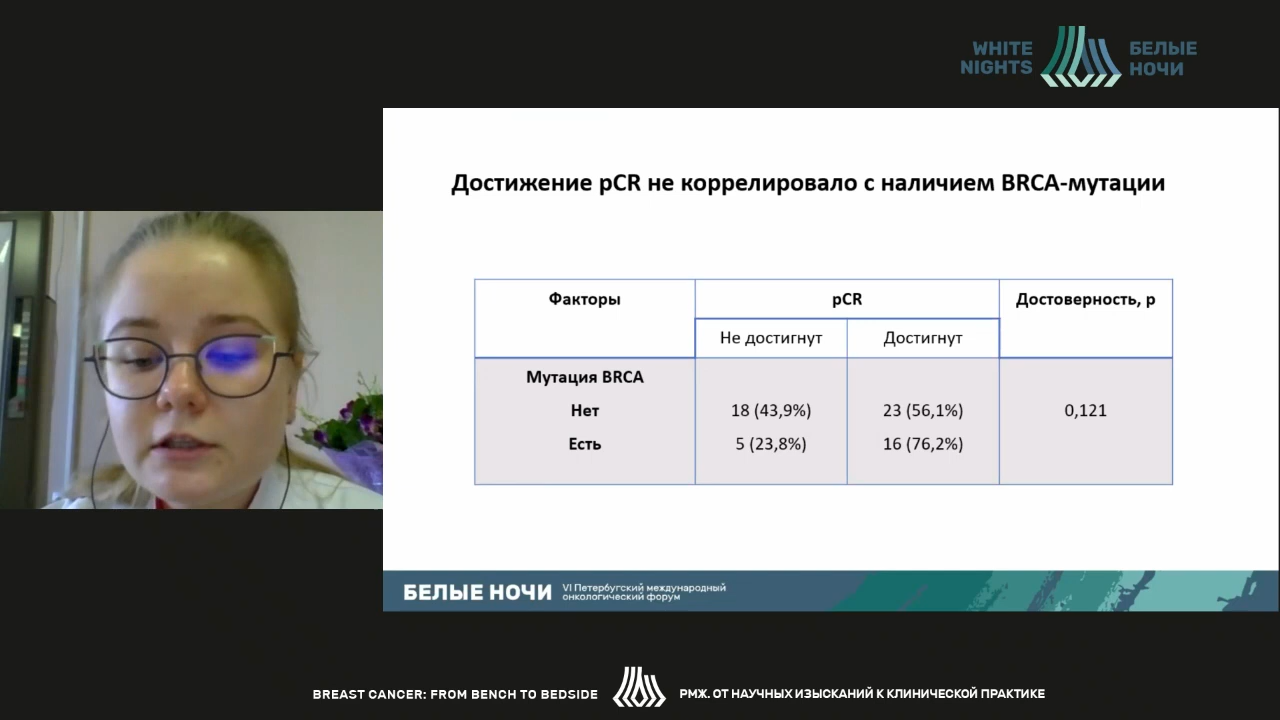 WHITE
NIGHTS
БЕЛЫЕ
НОЧИ
Достижение pCR не коррелировало с наличием BRCA-мутации
Факторы
pCR
Достоверность, p
Не достигнут
Достигнут
Мутация BRCA
Нет
18 (43,9%)
23 (56,1%)
0,121
Есть
5 (23,8%)
16 (76,2%)
БЕЛЫЕ НОЧИ
VI Петербугский международный
онкологический форум
BREAST CANCER: FROM BENCH TO BEDSIDE
РМЖ. ОТ НАУЧНЫХ ИЗЫСКАНИЙ К КЛИНИЧЕСКОЙ ПРАКТИКЕ